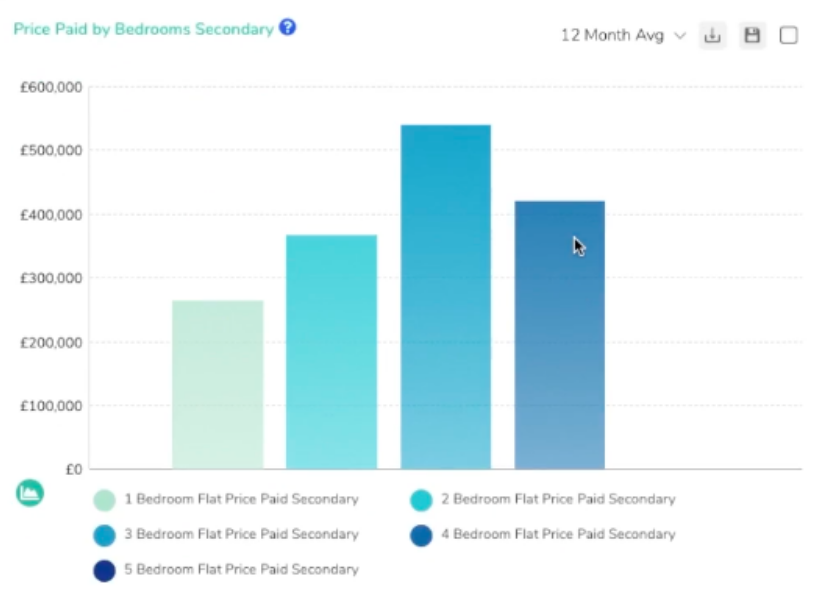 Price Paid by Bedrooms Secondary ?
12 Month Avg
£600,000
£500,000
£400,000
£300,000
£200,000
£100,000
£0
1 Bedroom Flat Price Paid Secondary
2 Bedroom Flat Price Paid Secondary
3 Bedroom Flat Price Paid Secondary
4 Bedroom Flat Price Paid Secondary
5 Bedroom Flat Price Paid Secondary